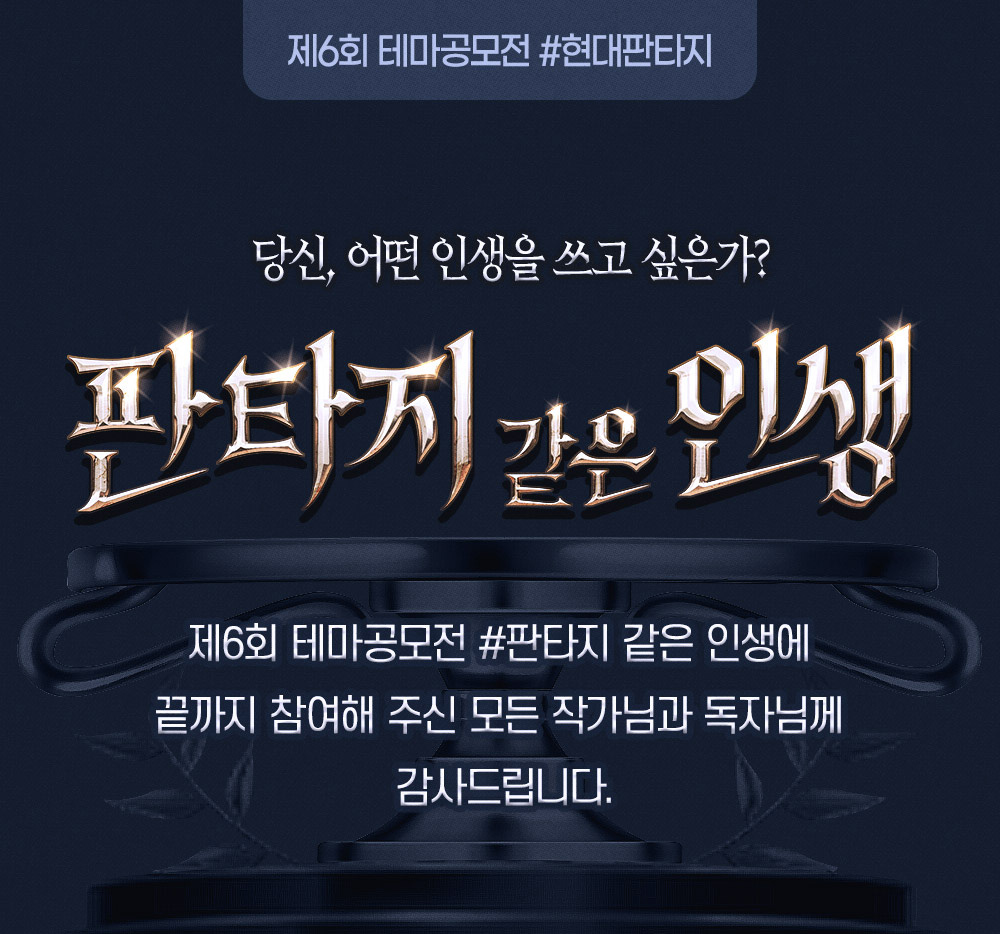 제6회 테마공모전 #현대판타지
당신, 어떤 인생을 쓰고 싶은가?
판타지 같은 인생
제6회 테마공모전 #판타지 같은 인생에
끝까지 참여해 주신 모든 작가님과 독자님께
감사드립니다.